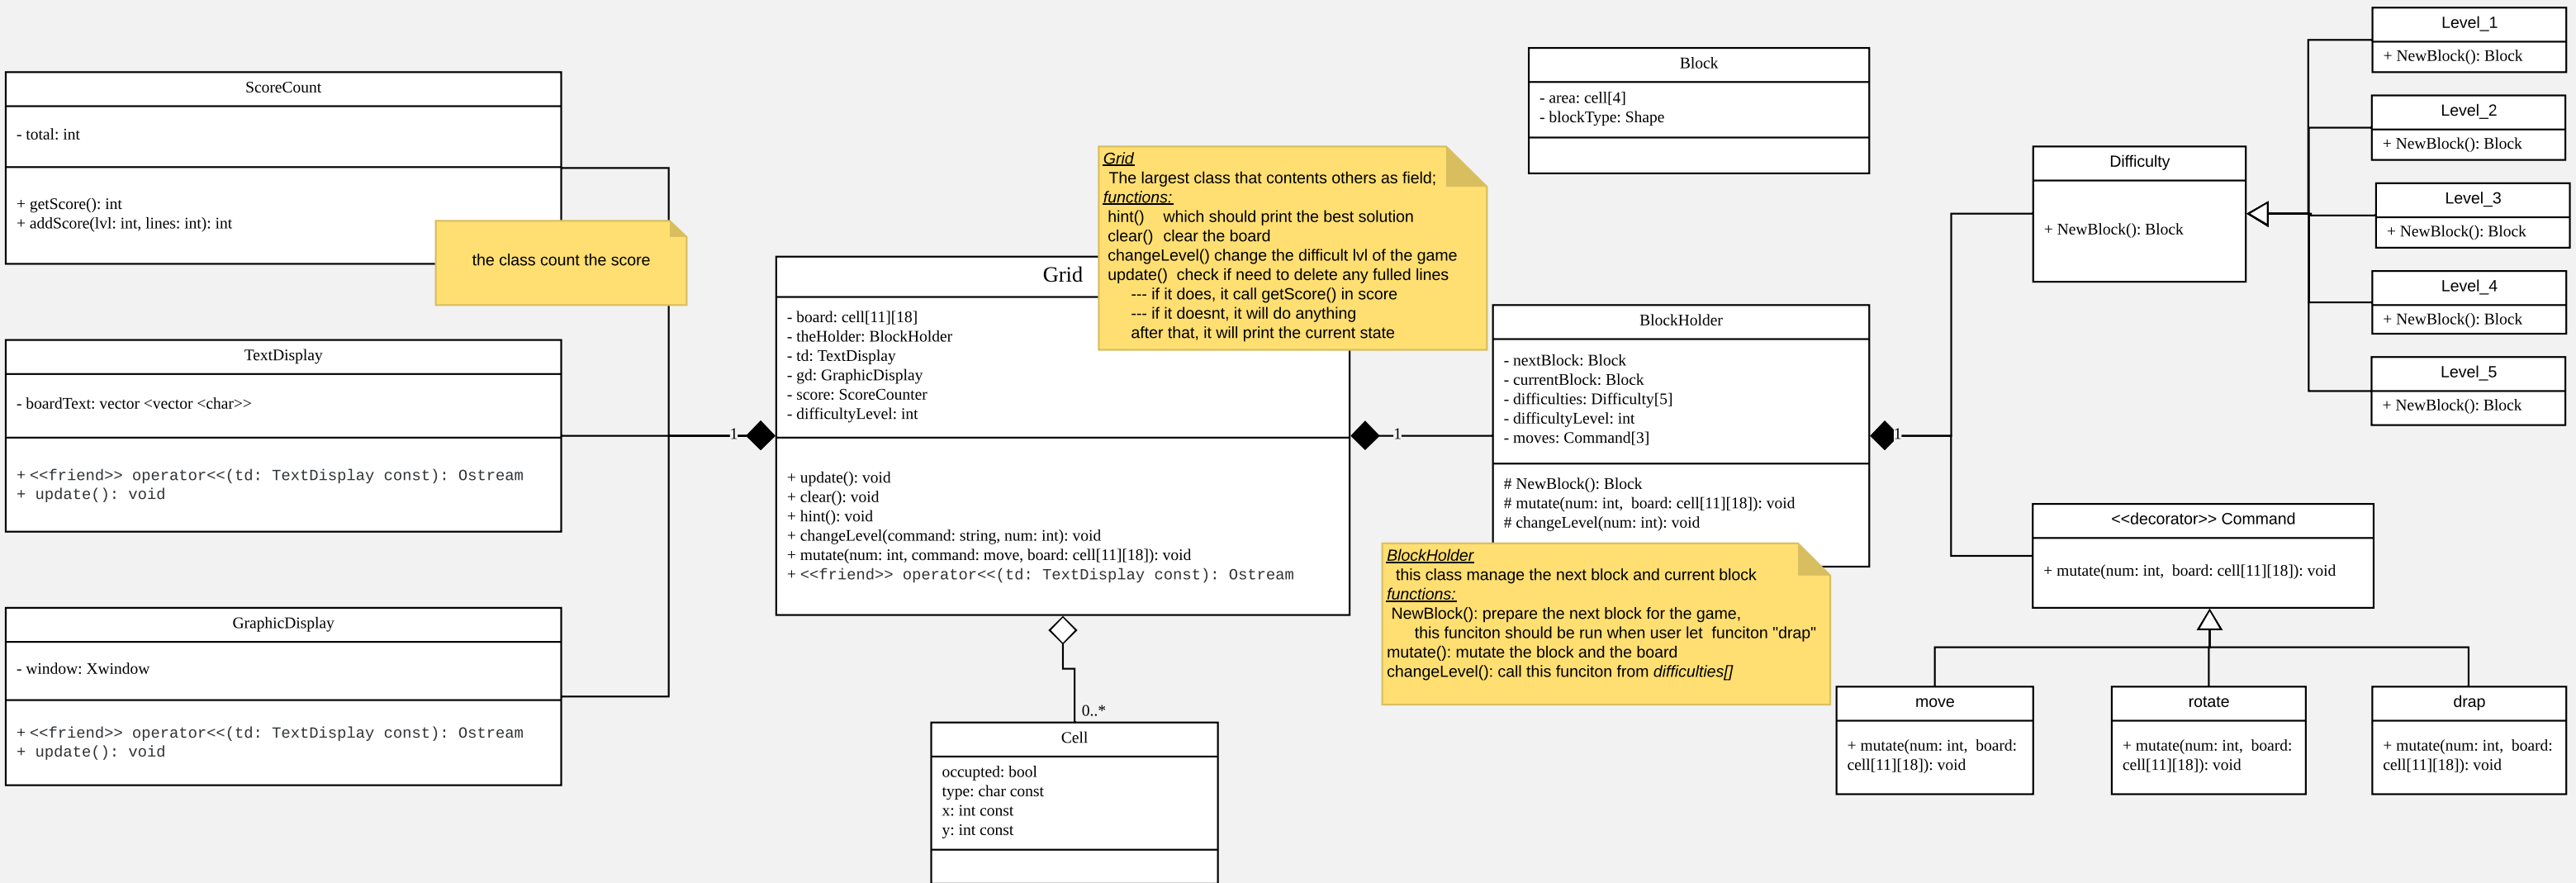 ScoreCount
- total: int
+ getScore(): int
+ addScore(lvl: int, lines: int): int
the class count the score
TextDisplay
- boardText: vector <vector <char>>
+ <<friend>> operator<<(td: TextDisplay const): Ostream
+ update(): void
GraphicDisplay
- window: Xwindow
+ <<friend>> operator<<(td: TextDisplay const): Ostream
+ update(): void
1
Grid
- board: cell[11][18]
- theHolder: BlockHolder
- td: TextDisplay
- gd: GraphicDisplay
- score: ScoreCounter
- difficultyLevel: int
+ update(): void
+ clear(): void
+ hint(): void
+ changeLevel(command: string, num: int): void
+ mutate(num: int, command: move, board: cell[11][18]): void
+ <<friend>> operator<<(td: TextDisplay const): Ostream
Grid
The largest class that contents others as field;
functions:
hint() which should print the best solution
clear() clear the board
changeLevel() change the difficult lvl of the game
update() check if need to delete any fulled lines
--- if it does, it call getScore() in score
--- if it doesnt, it will do anything
after that, it will print the current state
0..*
Cell
occupted: bool
type: char const
x: int const
y: int const
1
Block
- area: cell[4]
- blockType: Shape
BlockHolder
- nextBlock: Block
- currentBlock: Block
- difficulties: Difficulty[5]
- difficultyLevel: int
- moves: Command[3]
# NewBlock(): Block
# mutate(num: int, board: cell[11][18]): void
# changeLevel(num: int): void
BlockHolder
this class manage the next block and current block
functions:
NewBlock(): prepare the next block for the game,
this funciton should be run when user let funciton "drap"
mutate(): mutate the block and the board
changeLevel(): call this funciton from difficulties[]
1
Difficulty
+ NewBlock(): Block
Level_1
+ NewBlock(): Block
Level_2
+ NewBlock(): Block
Level_3
+ NewBlock(): Block
Level_4
+ NewBlock(): Block
Level_5
+ NewBlock(): Block
<<decorator>> Command
+ mutate(num: int, board: cell[11][18]): void
move
+ mutate(num: int, board:
cell[11][18]): void
rotate
+ mutate(num: int, board:
cell[11][18]): void
drap
+ mutate(num: int, board:
cell[11][18]): void